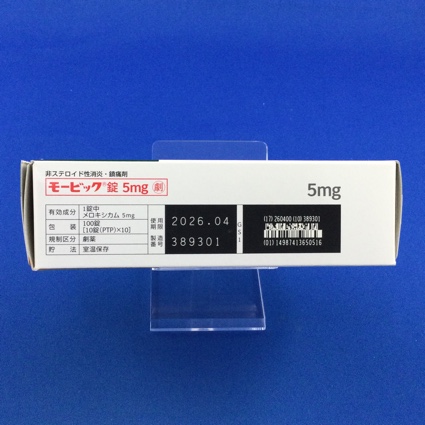 非ステロイド性消炎・鎮痛剤
モービック®錠 5mg 劇
5mg
有効成分 1錠中 メロキシカム 5mg
包装 100錠 [10錠(PTP)×10]
規制区分 劇薬
貯法 室温保存
使用期限 2026.04
製造番号 389301
GS1
(17) 260400 (10) 389301
(01) 14987413650516